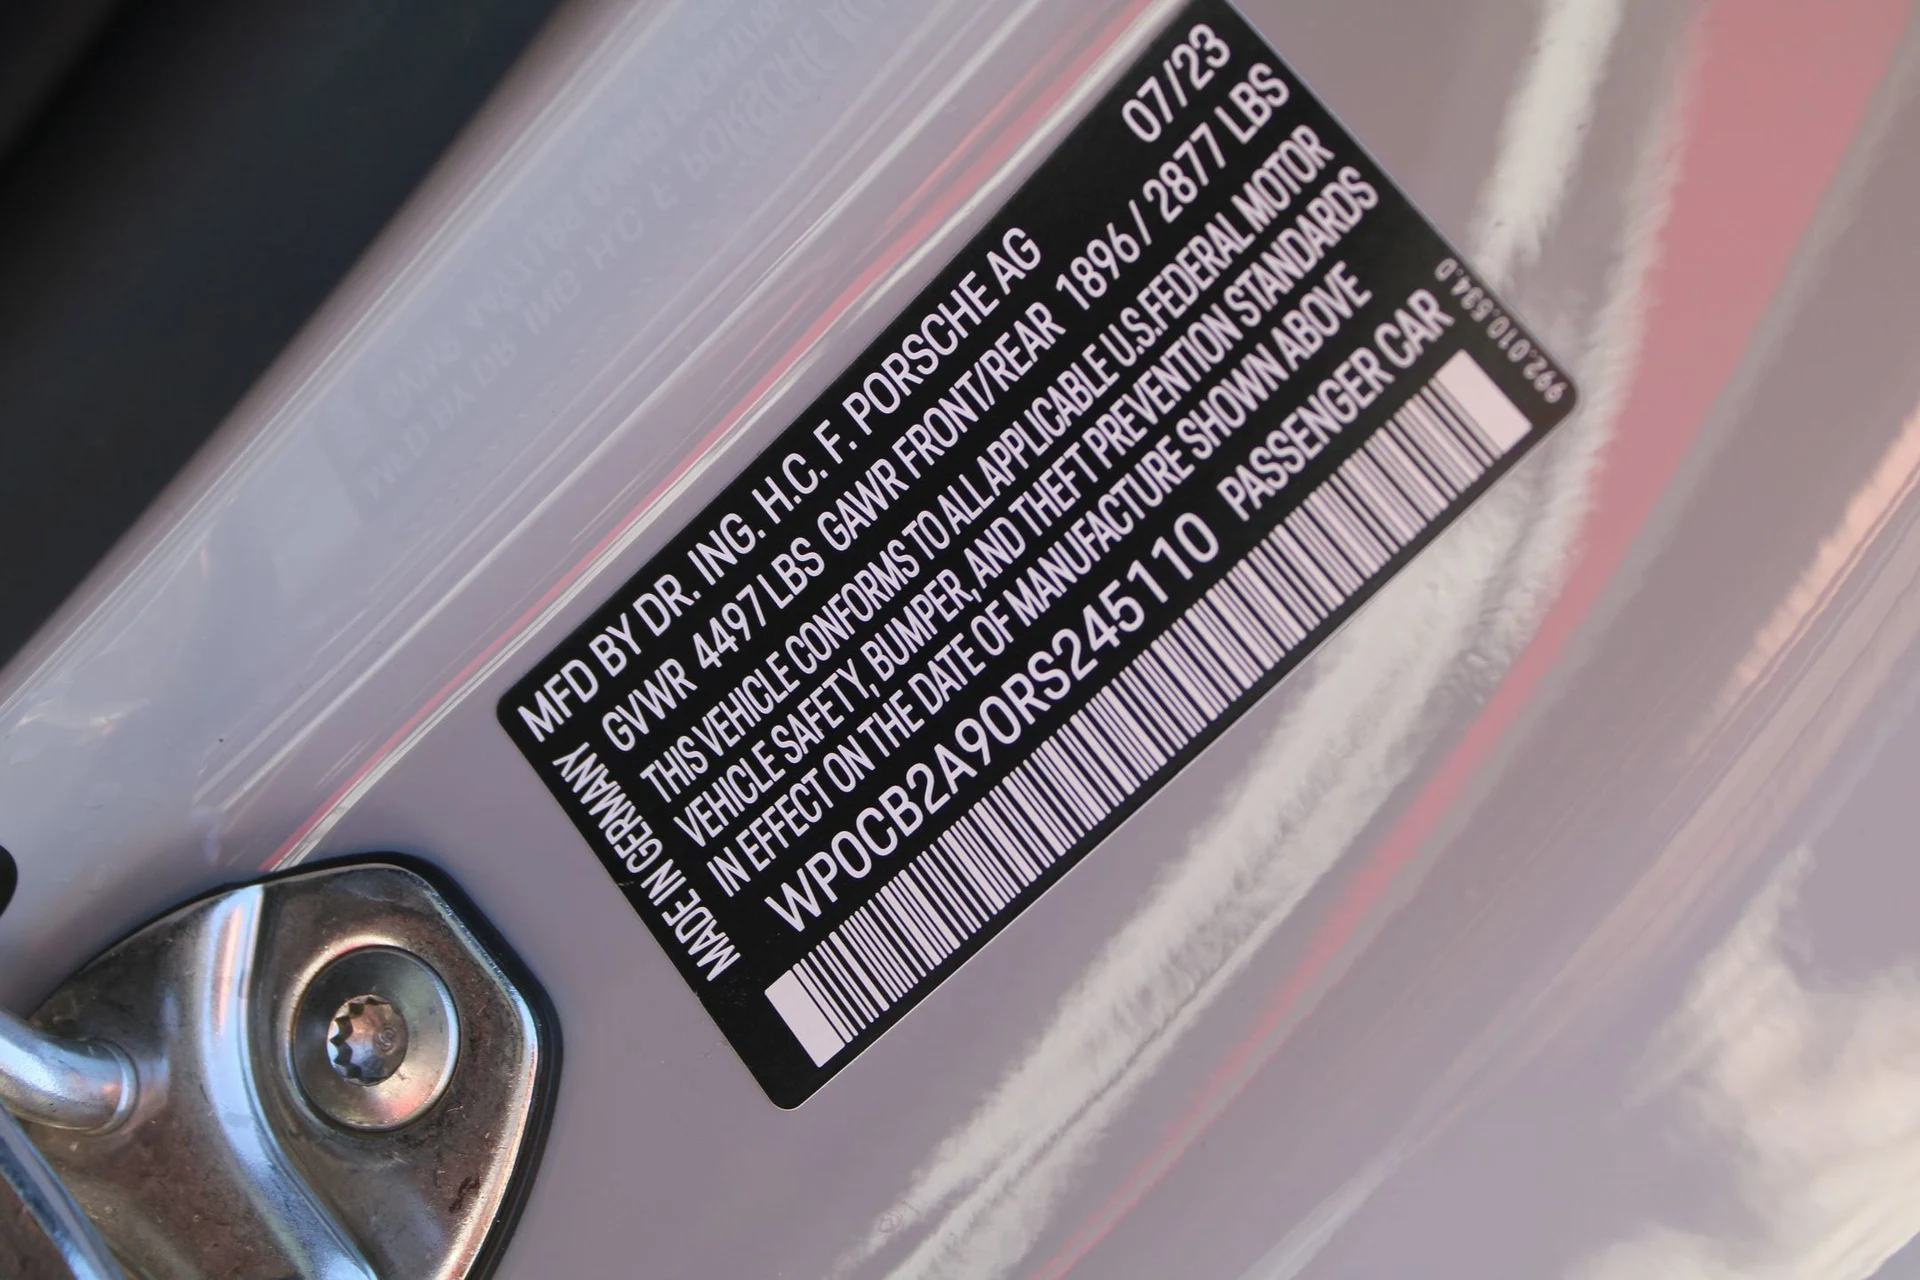 MFD BY DR. ING. H.C. F. PORSCHE AG 07/23
GVWR 4497 LBS GAWR FRONT/REAR 1896 / 2877 LBS
THIS VEHICLE CONFORMS TO ALL APPLICABLE U.S.FEDERAL MOTOR
VEHICLE SAFETY, BUMPER, AND THEFT PREVENTION STANDARDS
IN EFFECT ON THE DATE OF MANUFACTURE SHOWN ABOVE
WP0CB2A90RS245110 PASSENGER CAR
MADE IN GERMANY
992.010.534.D